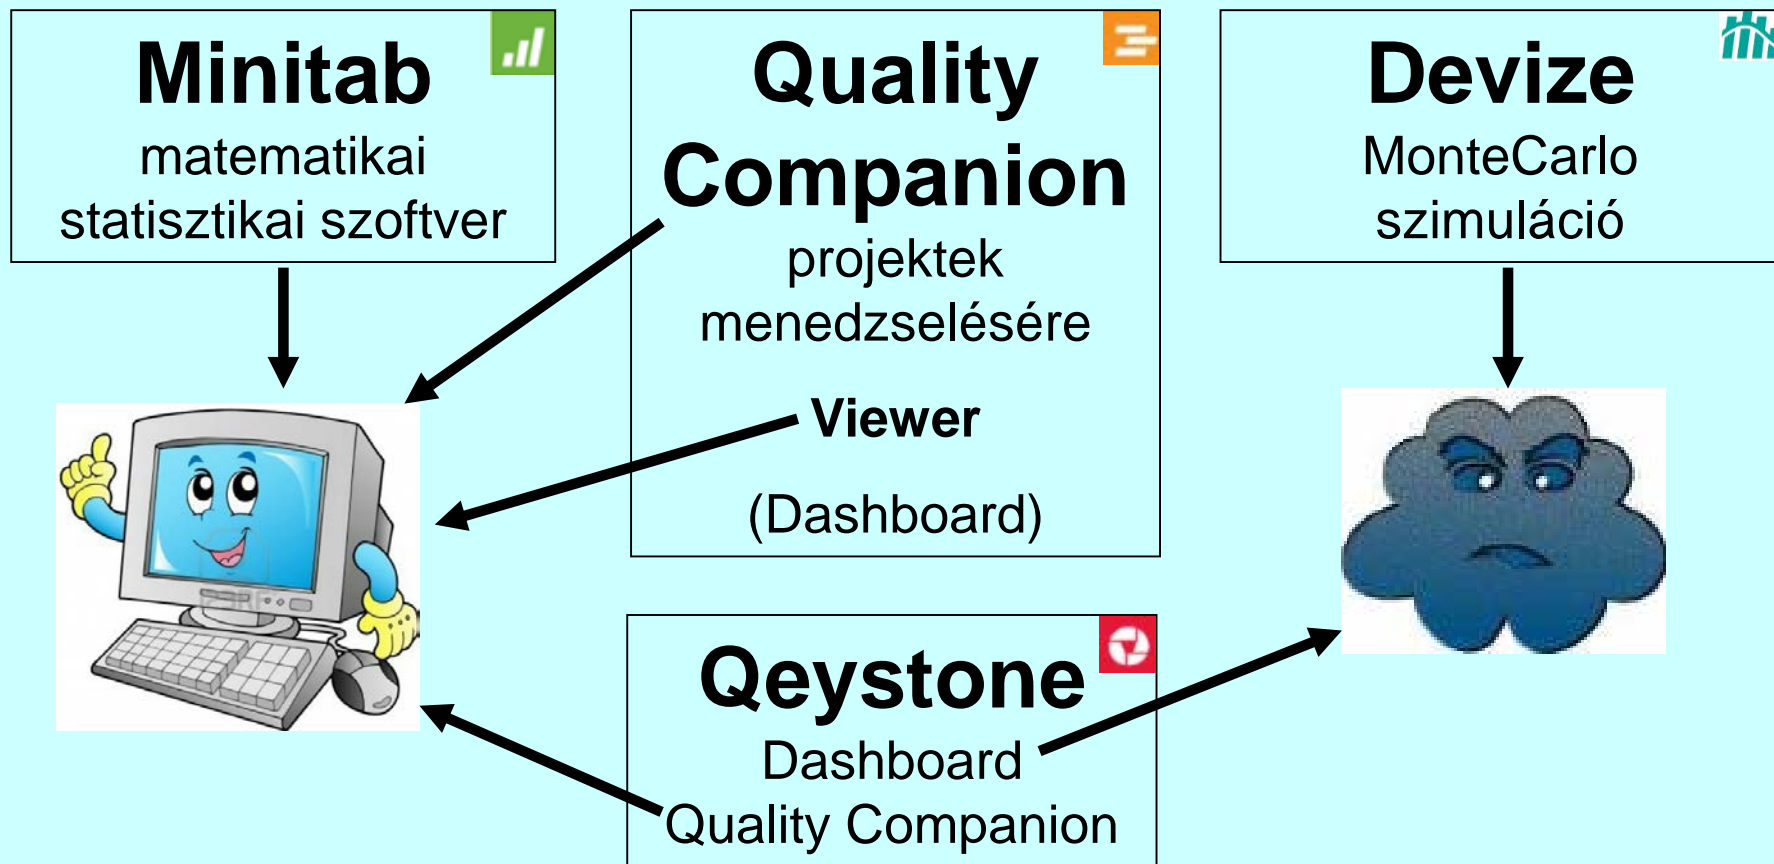 Minitab
matematikai
statisztikai szoftver
Quality
Companion
projektek
menedzselésére
Viewer
(Dashboard)
Devize
MonteCarlo
szimuláció
Qeystone
Dashboard
Quality Companion